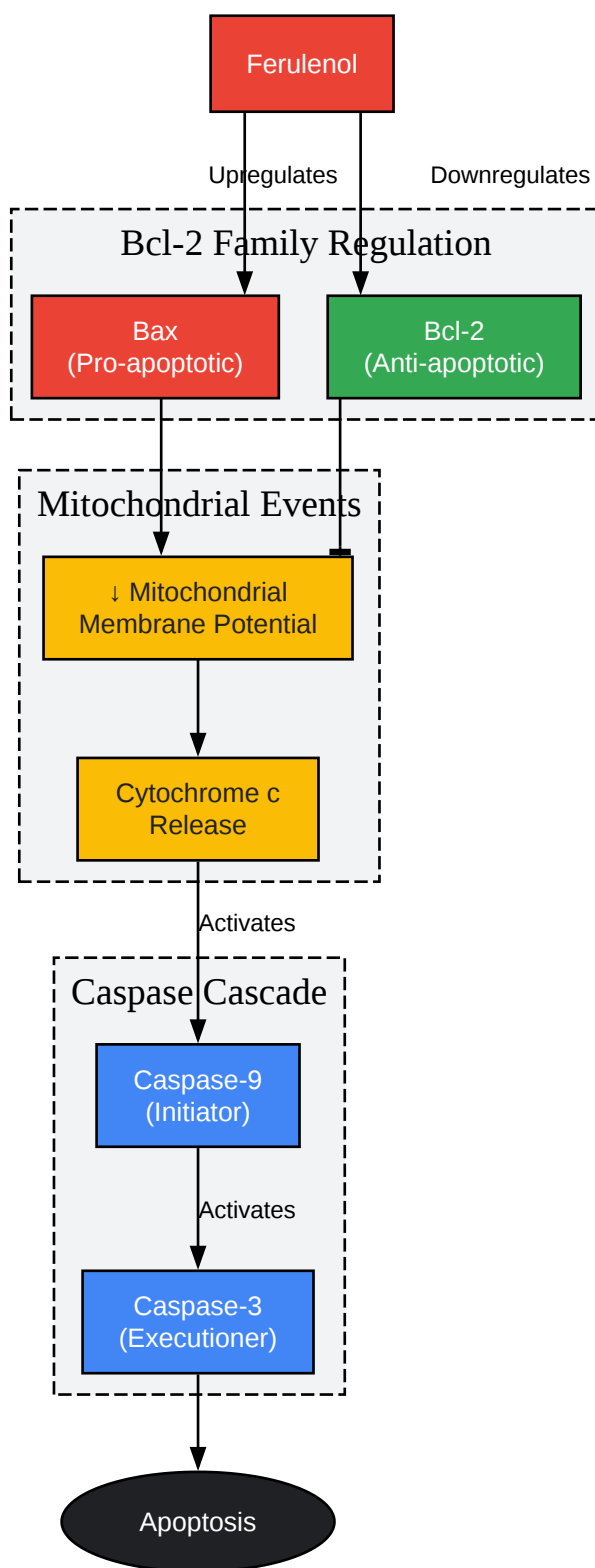 Ferulenol
Upregulates
Downregulates
Bcl-2 Family Regulation
Bax
(Pro-apoptotic)
Bcl-2
(Anti-apoptotic)
Mitochondrial Events
↓ Mitochondrial
Membrane Potential
Cytochrome c
Release
Activates
Caspase Cascade
Caspase-9
(Initiator)
Activates
Caspase-3
(Executioner)
Apoptosis